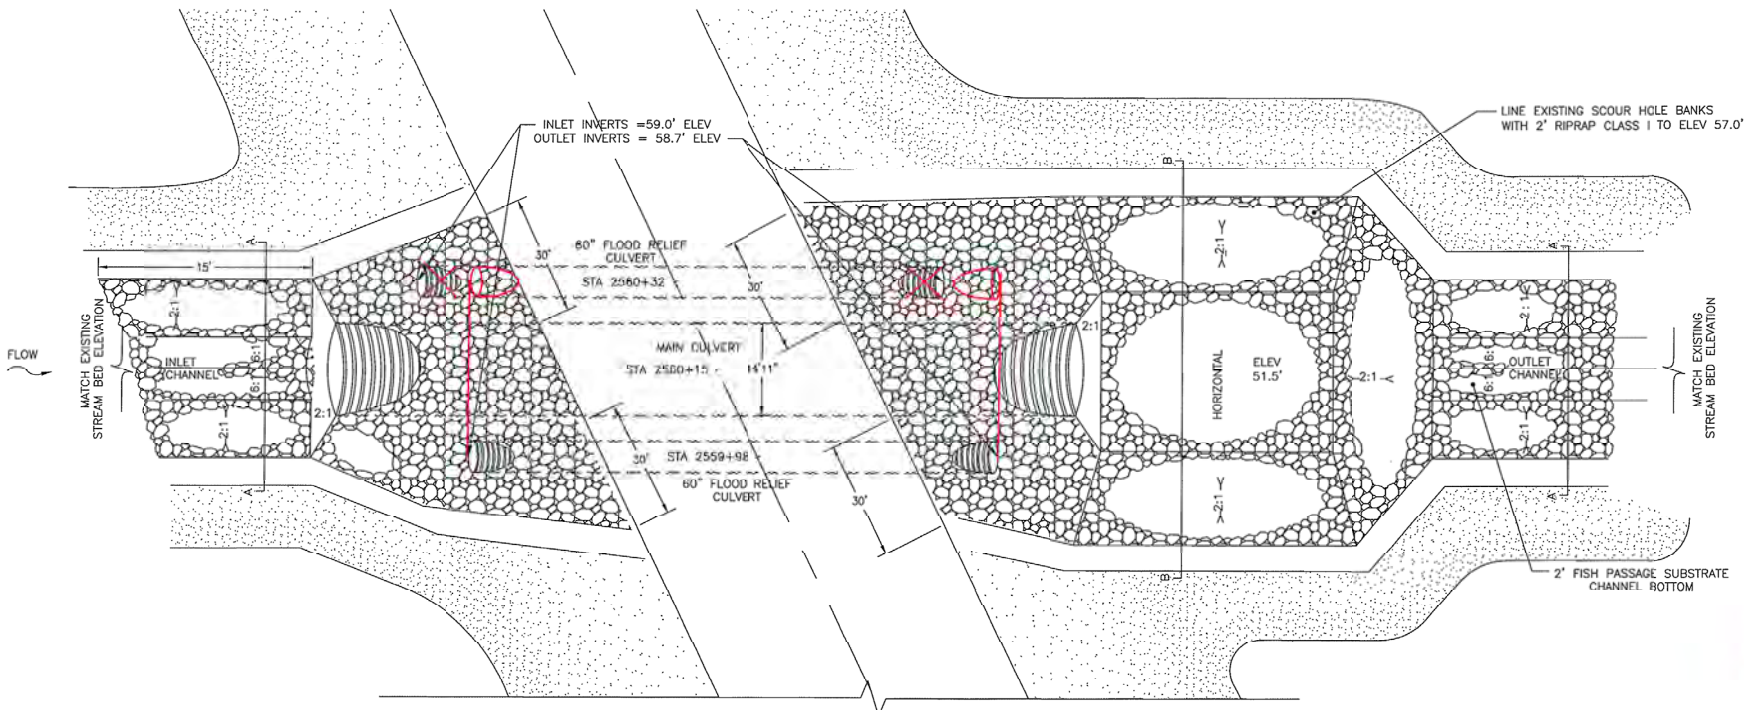 INLET INVERTS =59.0' ELEV
OUTLET INVERTS = 58.7' ELEV
LINE EXISTING SCOUR HOLE BANKS
WITH 2' RIPRAP CLASS I TO ELEV 57.0'
B
A
15'
30'
60" FLOOD RELIEF
CULVERT
STA 2560+32
30'
A
FLOW
MATCH EXISTING
STREAM BED ELEVATION
2:1
INLET
CHANNEL
6:1
6:1
2:1
2:1
MAIN CULVERT
STA 2560+15
14'11"
2:1
2:1
HORIZONTAL
ELEV
51.5'
2:1
2:1
6:1
6:1
OUTLET
CHANNEL
2:1
MATCH EXISTING
STREAM BED ELEVATION
30'
STA 2559+98
60" FLOOD RELIEF
CULVERT
30'
2:1
A
A
B
2' FISH PASSAGE SUBSTRATE
CHANNEL BOTTOM